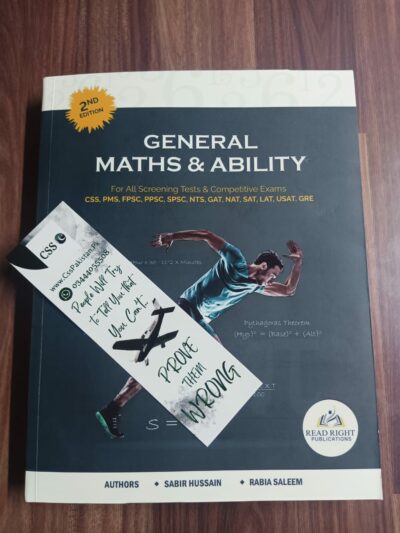 2ND
EDITION
GENERAL
MATHS & ABILITY
For All Screening Tests & Competitive Exams
CSS, PMS, FPSC, PPSC, SPSC, NTS, GAT, NAT, SAT, LAT, USAT, GRE
CSS
www.CssPakistan.Pk
People Will Try
to Tell You that
You Can't.
PROVE
THEM
WRONG
Pythagoras Theorem
(Hyp)² = (Base)² + (Alt)²
S =
READ RIGHT
PUBLICATIONS
AUTHORS
SABIR HUSSAIN
RABIA SALEEM